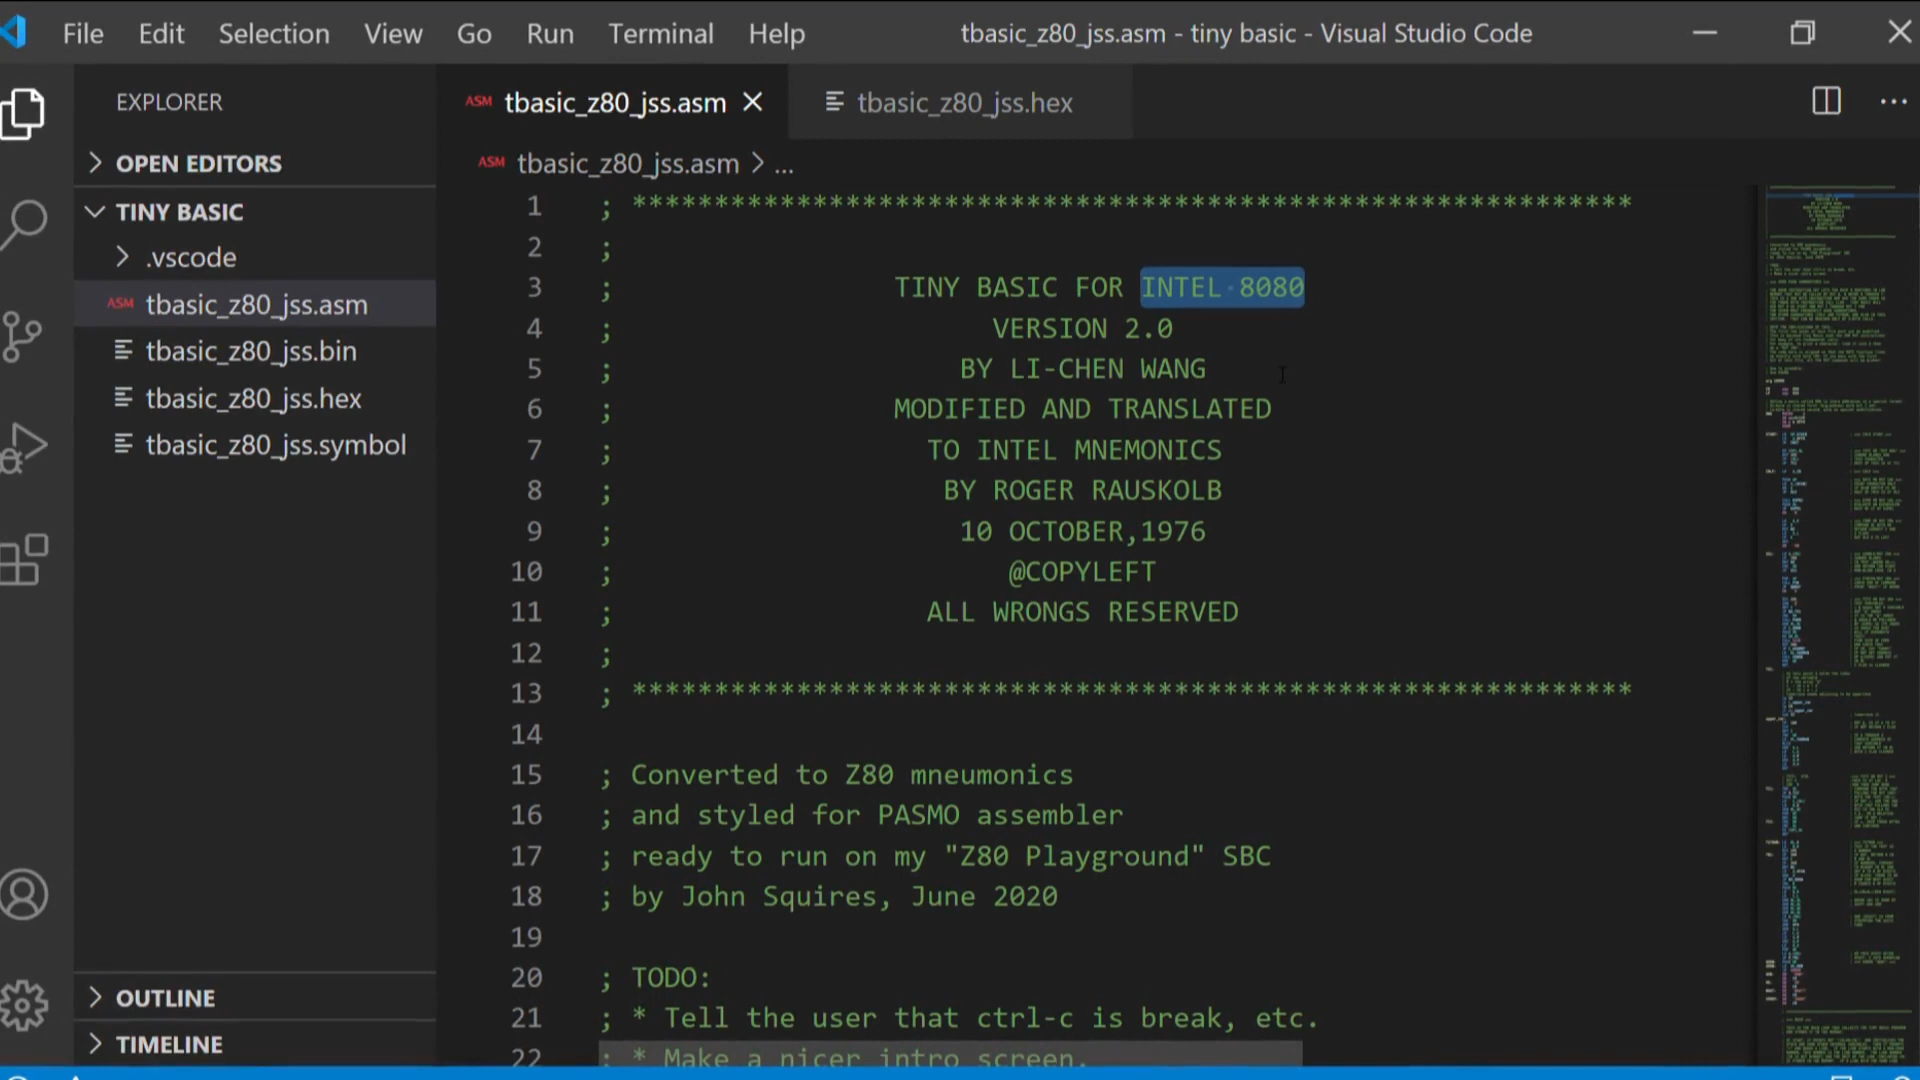 File Edit Selection View Go Run Terminal Help tbasic_z80_jss.asm - tiny basic - Visual Studio Code
EXPLORER
OPEN EDITORS
TINY BASIC
.vscode
ASM tbasic_z80_jss.asm
tbasic_z80_jss.bin
tbasic_z80_jss.hex
tbasic_z80_jss.symbol
OUTLINE
TIMELINE
ASM tbasic_z80_jss.asm tbasic_z80_jss.hex
ASM tbasic_z80_jss.asm > ...
1 ; *************************************************************
2 ;
3 ; TINY BASIC FOR INTEL 8080
4 ; VERSION 2.0
5 ; BY LI-CHEN WANG
6 ; MODIFIED AND TRANSLATED
7 ; TO INTEL MNEMONICS
8 ; BY ROGER RAUSKOLB
9 ; 10 OCTOBER,1976
10 ; @COPYLEFT
11 ; ALL WRONGS RESERVED
12 ;
13 ; *************************************************************
14
15 ; Converted to Z80 mneumonics
16 ; and styled for PASMO assembler
17 ; ready to run on my "Z80 Playground" SBC
18 ; by John Squires, June 2020
19
20 ; TODO:
21 ; * Tell the user that ctrl-c is break, etc.
22 ; * Make a nicer intro screen.